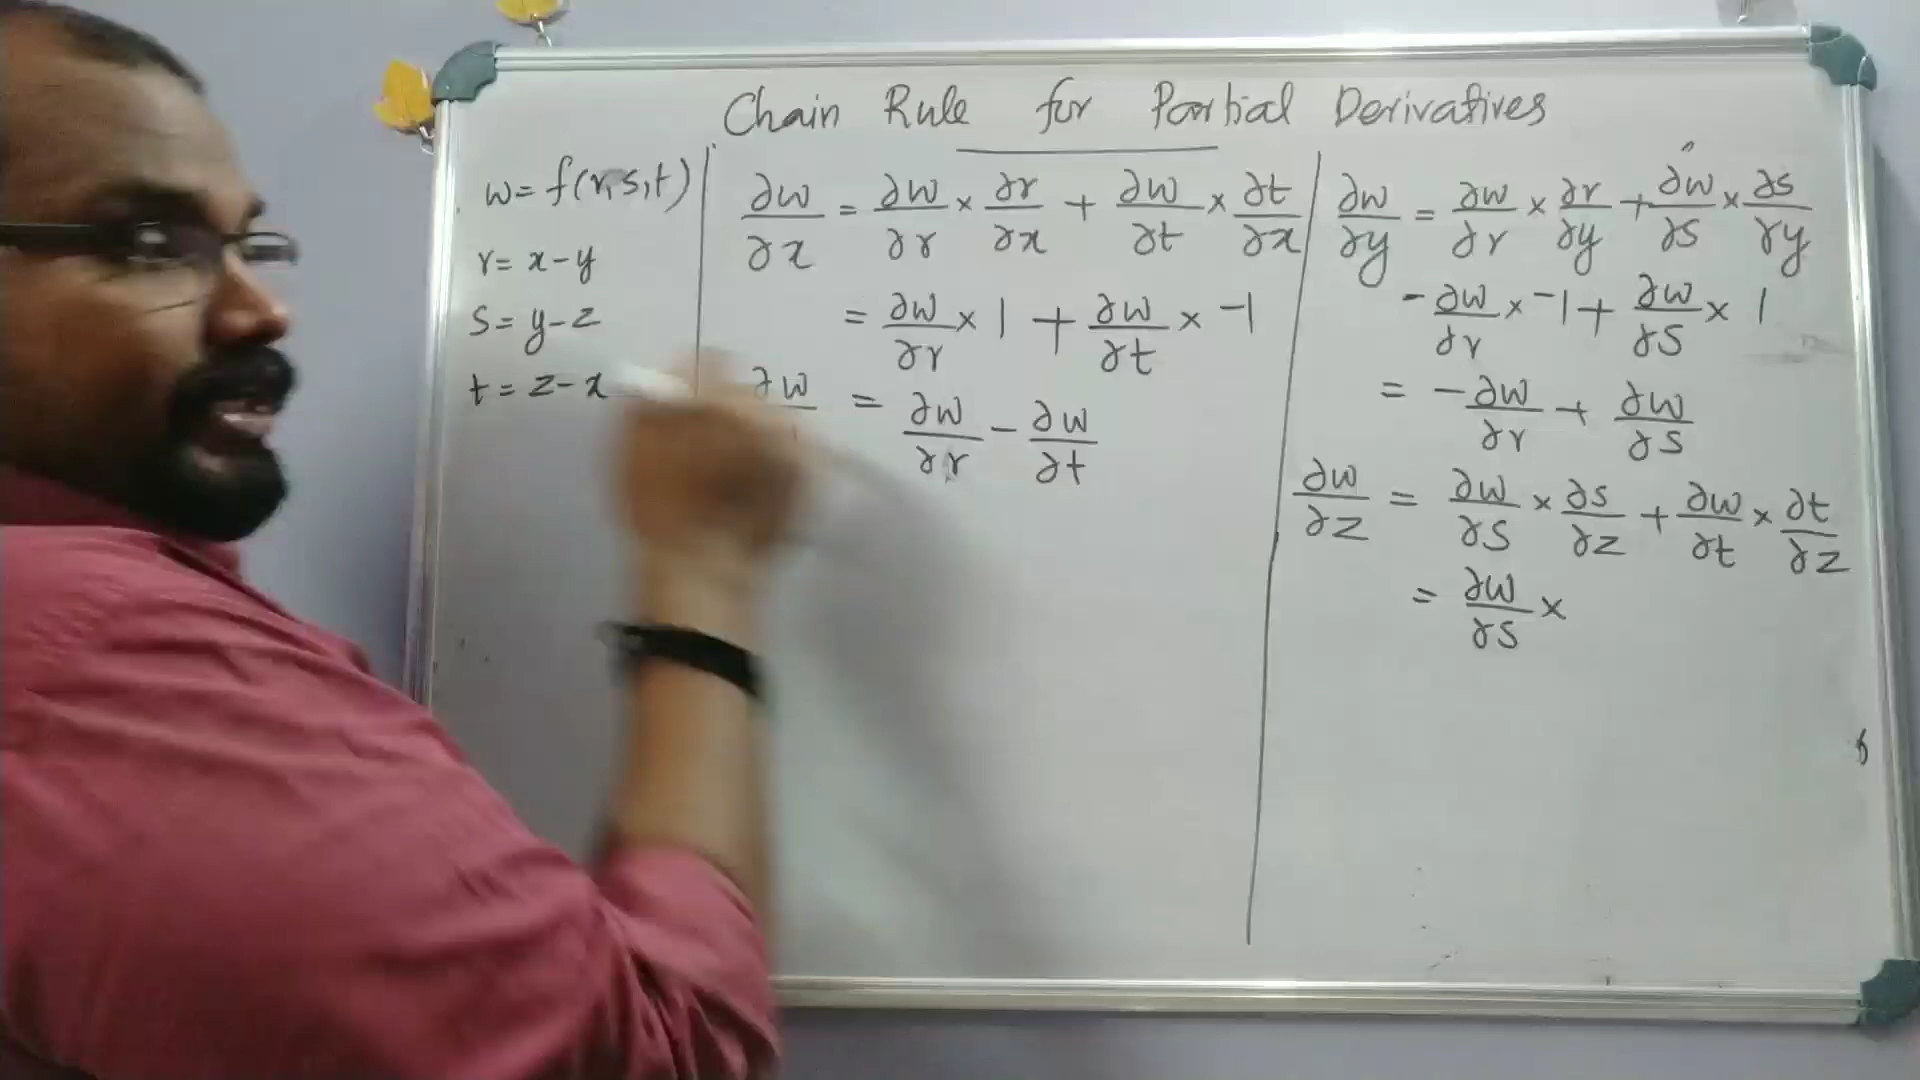 Chain Rule for Partial Derivatives
w = f(r, s, t)
r = x - y
s = y - z
t = z - x
∂w/∂x = ∂w/∂r × ∂r/∂x + ∂w/∂t × ∂t/∂x
= ∂w/∂r × 1 + ∂w/∂t × -1
∂w = ∂w/∂r - ∂w/∂t
∂w/∂y = ∂w/∂r × ∂r/∂y + ∂w/∂s × ∂s/∂y
- ∂w/∂r × -1 + ∂w/∂s × 1
= -∂w/∂r + ∂w/∂s
∂w/∂z = ∂w/∂s × ∂s/∂z + ∂w/∂t × ∂t/∂z
= ∂w/∂s ×